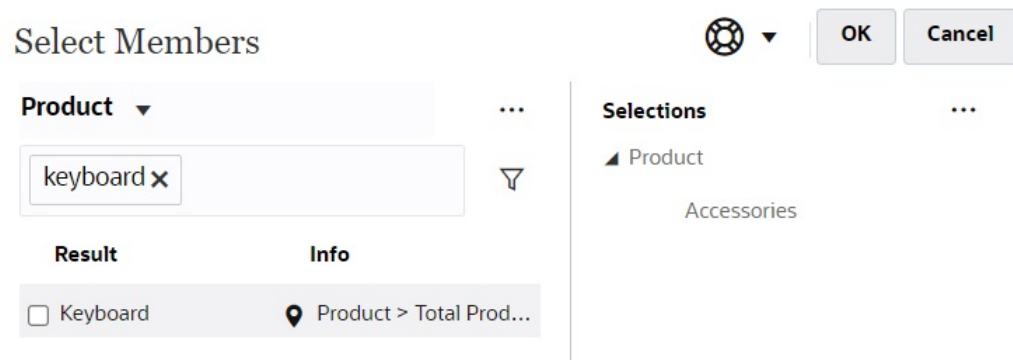 Select Members
OK
Cancel
Product
...
Selections
...
keyboard
Product
Accessories
Result
Info
Keyboard
Product > Total Prod...